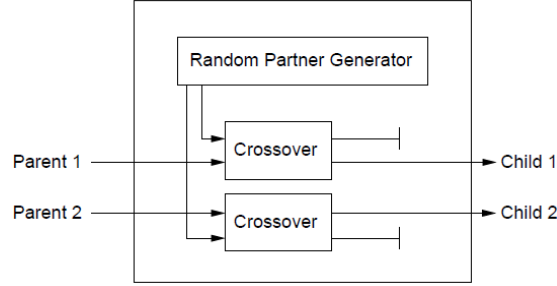 Random Partner Generator
Crossover
Parent 1
Child 1
Parent 2
Child 2
Crossover